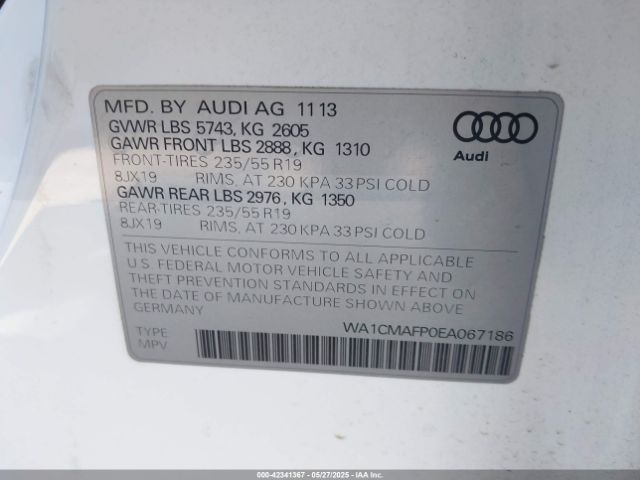 MFD. BY AUDI AG 11 13
GVWR LBS 5743, KG 2605
GAWR FRONT LBS 2888, KG 1310
FRONT-TIRES 235/55 R19
8JX19 RIMS, AT 230 KPA 33 PSI COLD
GAWR REAR LBS 2976, KG 1350
REAR-TIRES 235/55 R19
8JX19 RIMS, AT 230 KPA 33 PSI COLD
Audi
THIS VEHICLE CONFORMS TO ALL APPLICABLE
U.S. FEDERAL MOTOR VEHICLE SAFETY AND
THEFT PREVENTION STANDARDS IN EFFECT ON
THE DATE OF MANUFACTURE SHOWN ABOVE.
GERMANY
WA1CMAFP0EA067186
TYPE
MPV
000-42341367 - 05/27/2025 - IAAI.COM